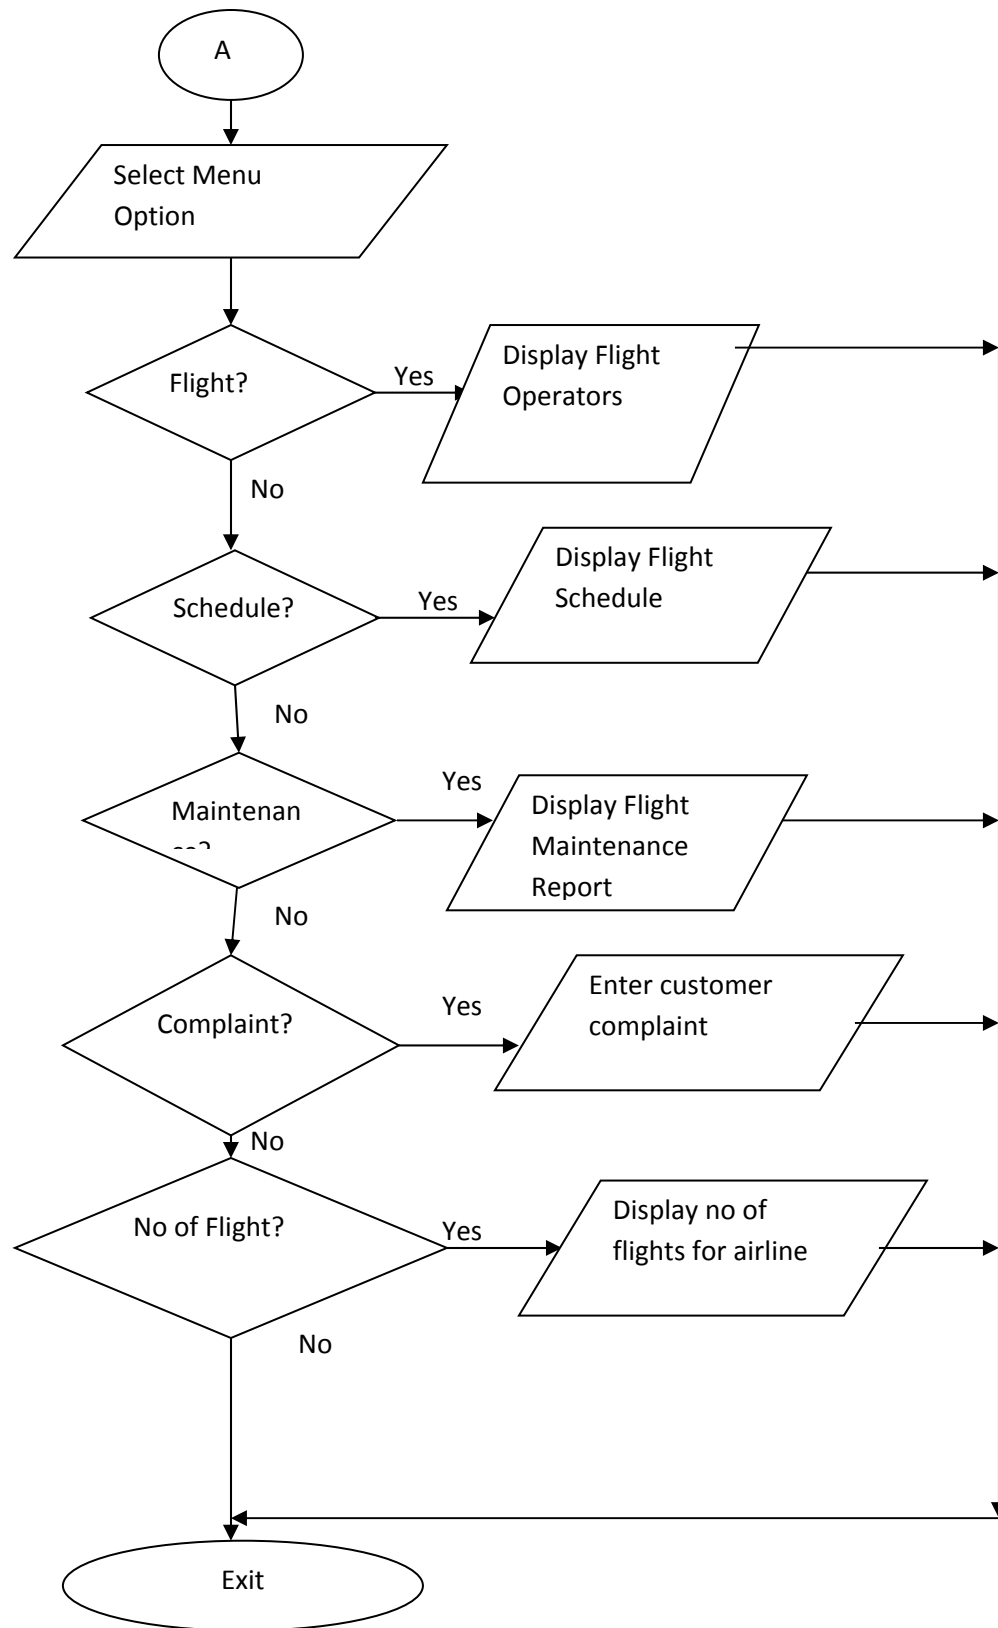 A
Select Menu
Option
Flight?
Yes
Display Flight
Operators
No
Schedule?
Yes
Display Flight
Schedule
No
Maintenan
Yes
Display Flight
Maintenance
Report
No
Complaint?
Yes
Enter customer
complaint
No
No of Flight?
Yes
Display no of
flights for airline
No
Exit